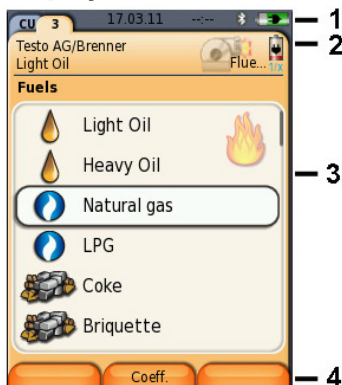 CU 3 17.03.11 --:-- 1
Testo AG/Brenner 2
Light Oil Flue... 1/x
Fuels
Light Oil
Heavy Oil
3
Natural gas
LPG
Coke
Briquette
Coeff. 4